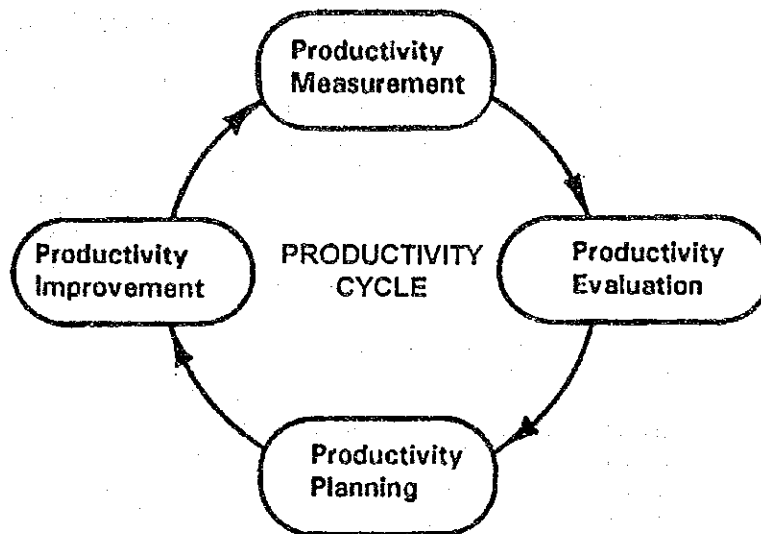 Productivity
Measurement
Productivity
Improvement
PRODUCTIVITY
CYCLE
Productivity
Evaluation
Productivity
Planning